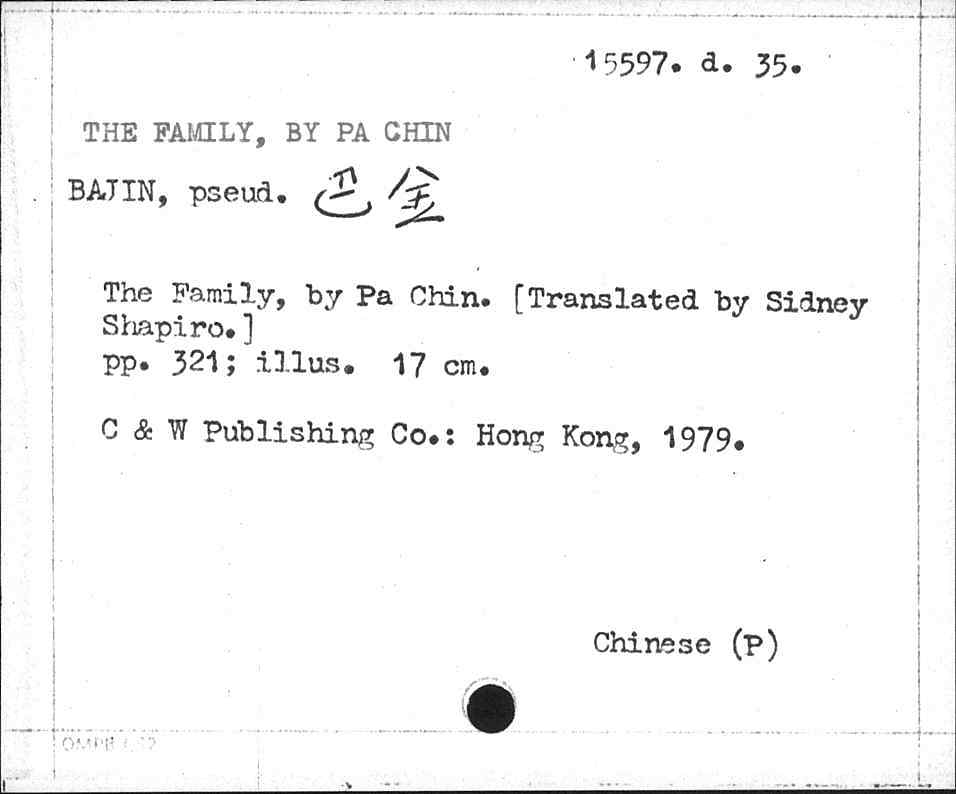 15597. d. 35.
THE FAMILY, BY PA CHIN
BAJIN, pseud. 巴金
The Family, by Pa Chin. [Translated by Sidney
Shapiro.]
pp. 321; illus. 17 cm.
C & W Publishing Co.: Hong Kong, 1979.
Chinese (P)